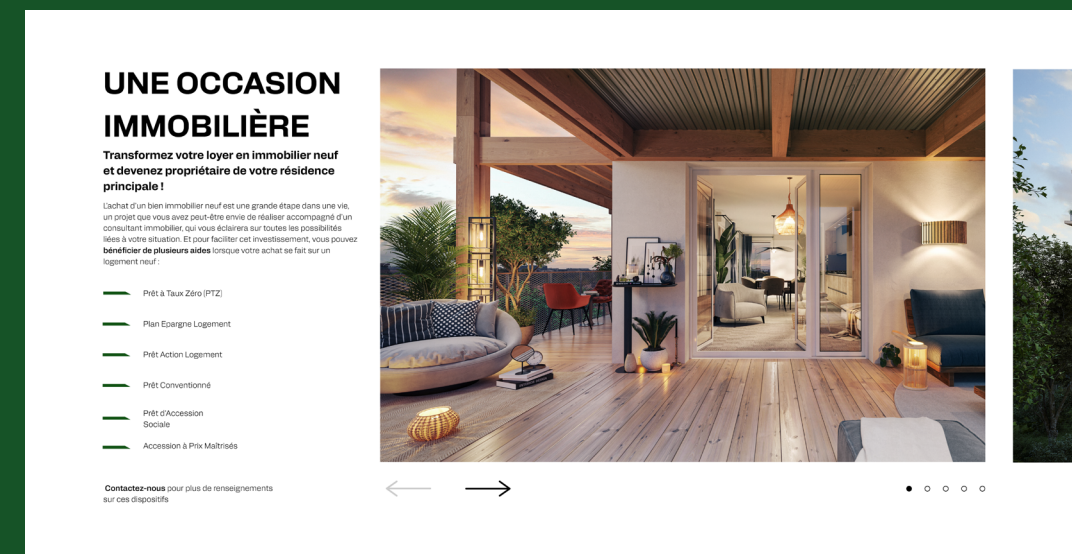 UNE OCCASION
IMMOBILIÈRE
Transformez votre loyer en immobilier neuf
et devenez propriétaire de votre résidence
principale !
L'achat d'un bien immobilier neuf est une grande étape dans une vie,
un projet que vous avez peut-être envie de réaliser accompagné d'un
consultant immobilier, qui vous éclairera sur toutes les possibilités
liées à votre situation. Et pour faciliter cet investissement, vous pouvez
bénéficier de plusieurs aides lorsque votre achat se fait sur un
logement neuf :
Prêt à Taux Zéro (PTZ)
Plan Epargne Logement
Prêt Action Logement
Prêt Conventionné
Prêt d'Accession
Sociale
Accession à Prix Maîtrisés
Contactez-nous pour plus de renseignements
sur ces dispositifs